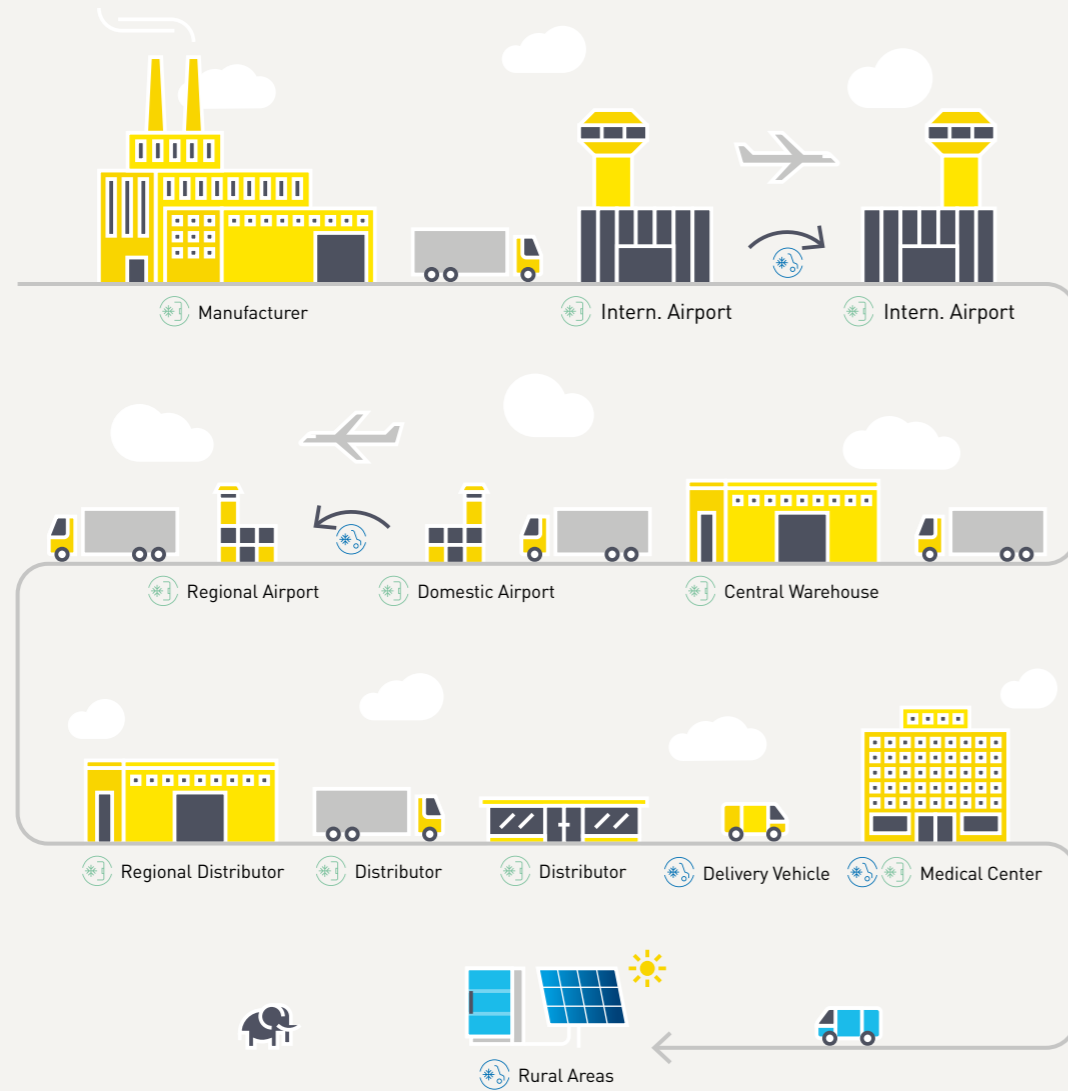 Manufacturer
Intern. Airport
Intern. Airport
Regional Airport
Domestic Airport
Central Warehouse
Regional Distributor
Distributor
Distributor
Delivery Vehicle
Medical Center
Rural Areas